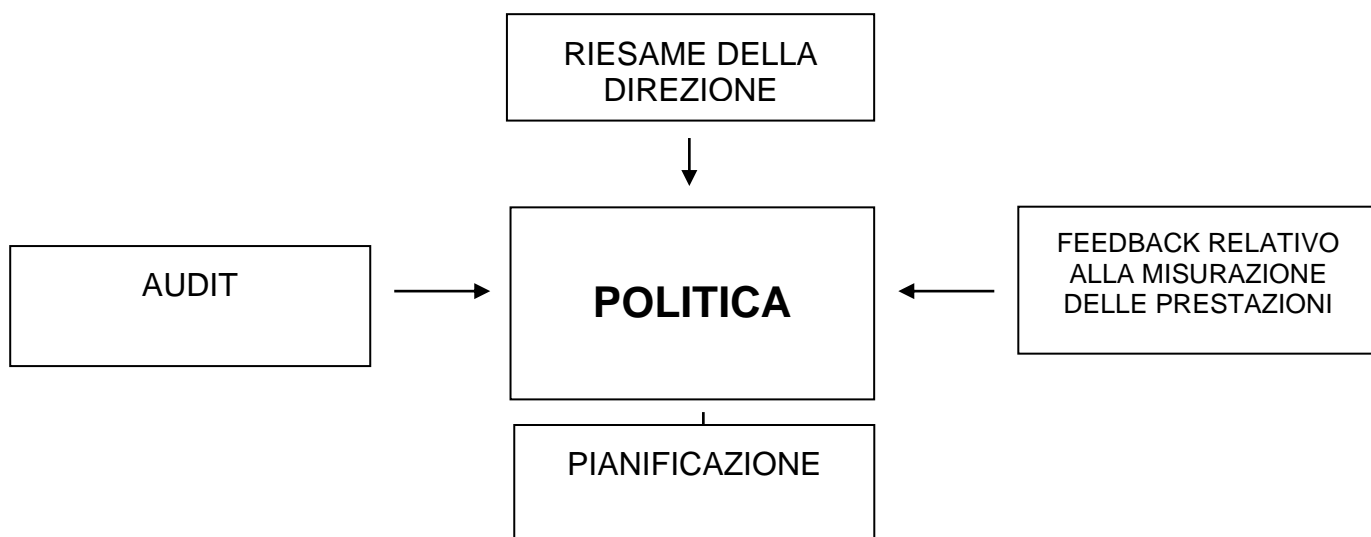 RIESAME DELLA
DIREZIONE
AUDIT
POLITICA
FEEDBACK RELATIVO
ALLA MISURAZIONE
DELLE PRESTAZIONI
PIANIFICAZIONE